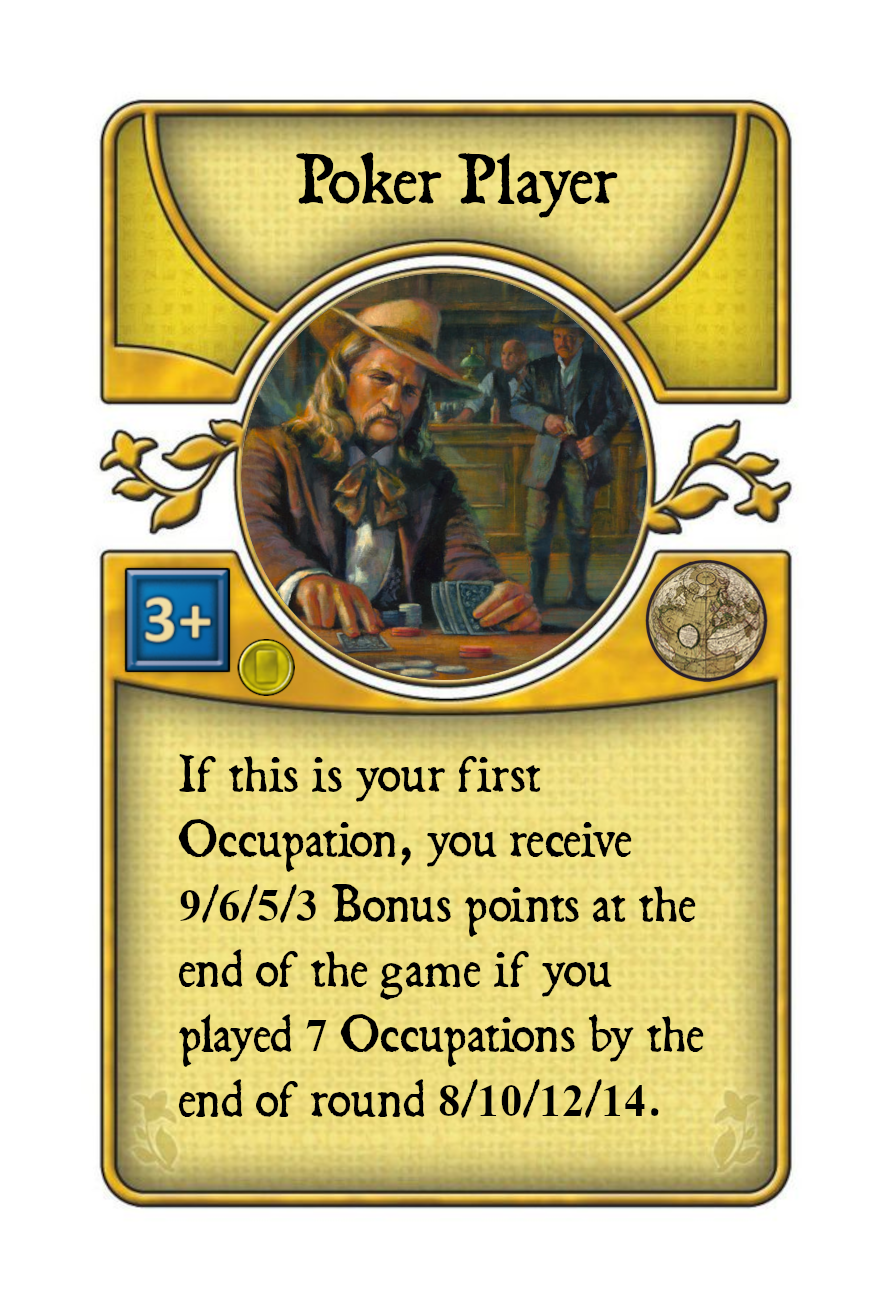 Poker Player
3+
If this is your first
Occupation, you receive
9/6/5/3 Bonus points at the
end of the game if you
played 7 Occupations by the
end of round 8/10/12/14.